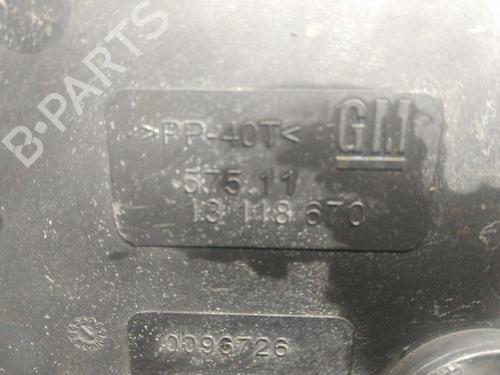 B-PARTS
>PP-40T< GM
575.11
13 118 670
0096726